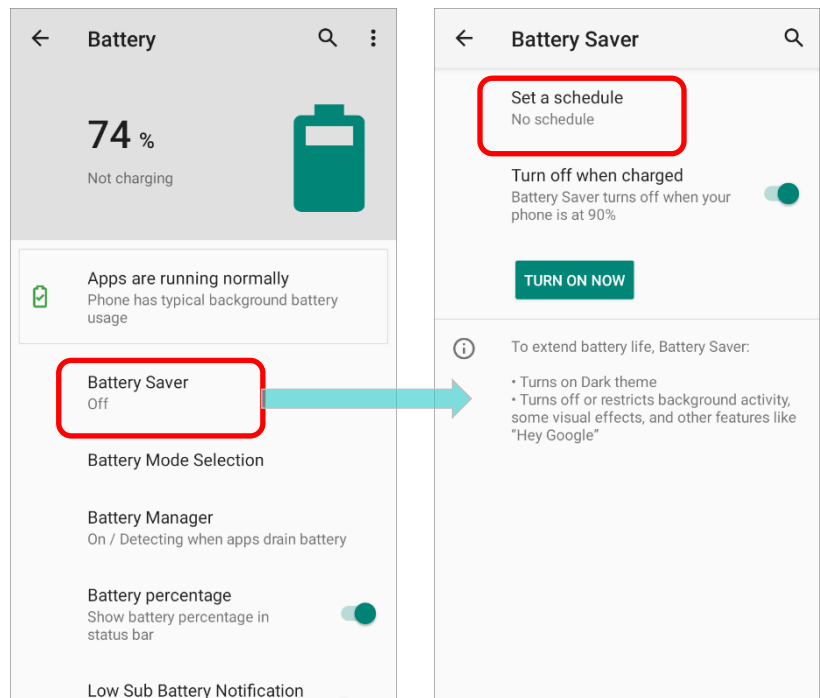 Battery
74 %
Not charging
Apps are running normally
Phone has typical background battery
usage
Battery Saver
Off
Battery Mode Selection
Battery Manager
On / Detecting when apps drain battery
Battery percentage
Show battery percentage in
status bar
Low Sub Battery Notification
Battery Saver
Set a schedule
No schedule
Turn off when charged
Battery Saver turns off when your
phone is at 90%
TURN ON NOW
To extend battery life, Battery Saver:
• Turns on Dark theme
• Turns off or restricts background activity,
some visual effects, and other features like
“Hey Google”